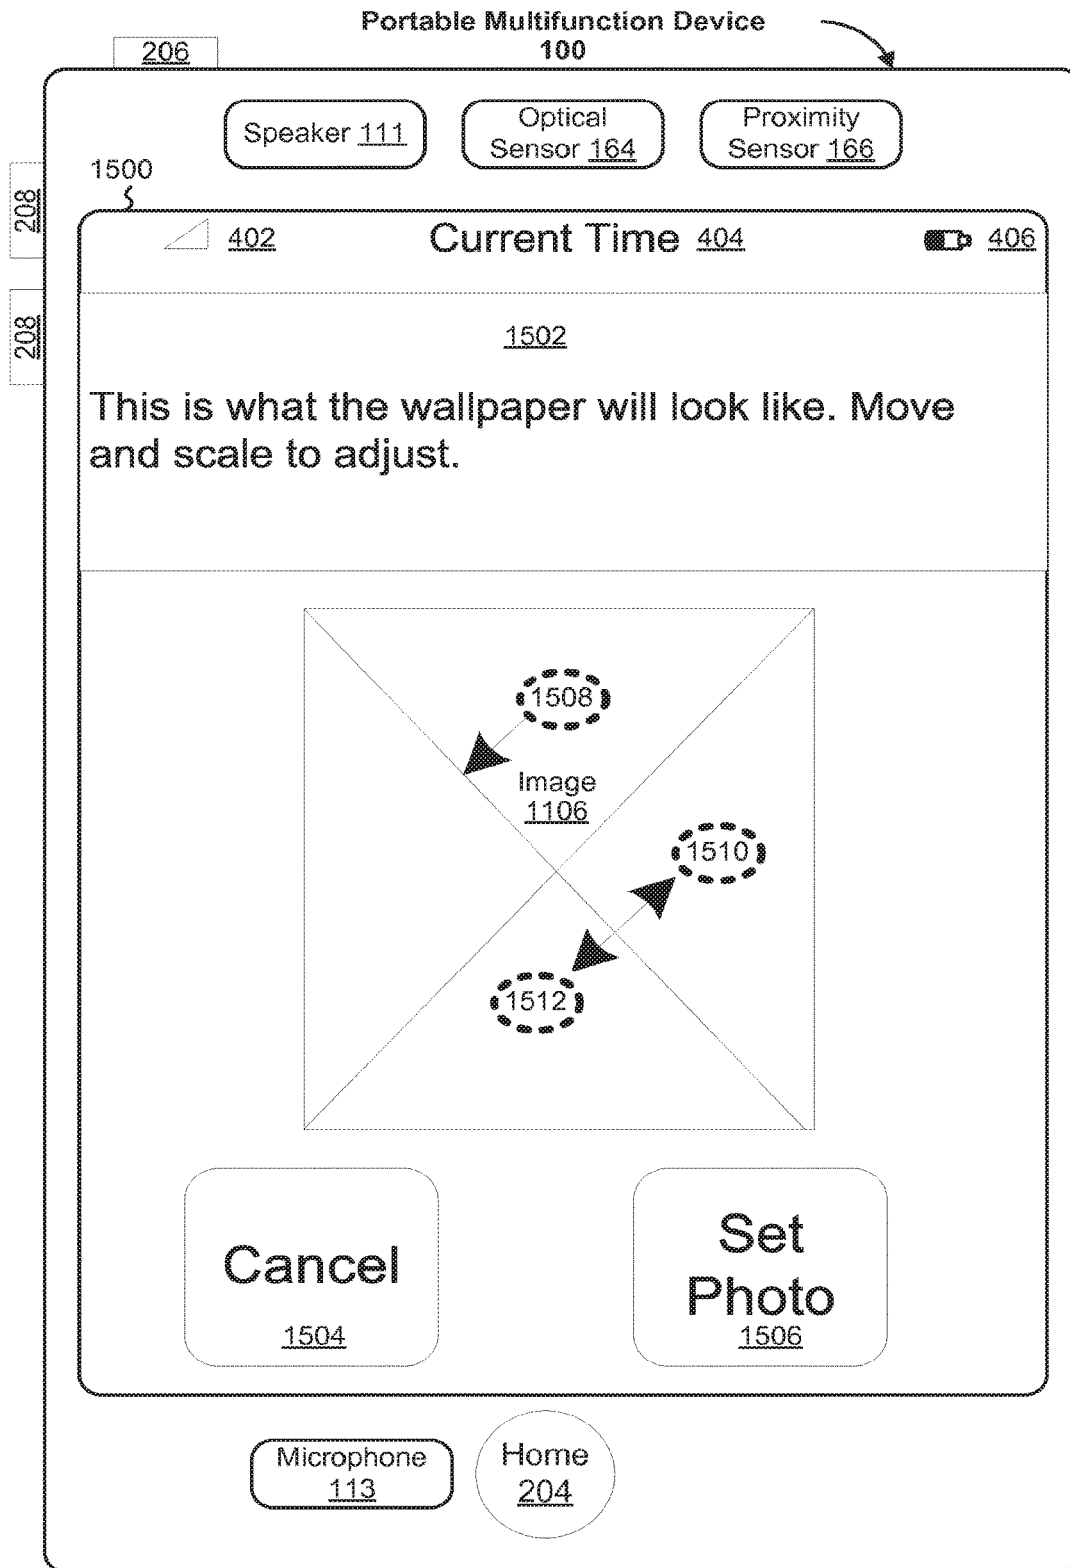 Portable Multifunction Device
100
206
Speaker 111
Optical
Sensor 164
Proximity
Sensor 166
1500
208
402
Current Time 404
406
208
1502
This is what the wallpaper will look like. Move
and scale to adjust.
1508
Image
1106
1510
1512
Cancel
1504
Set
Photo
1506
Microphone
113
Home
204